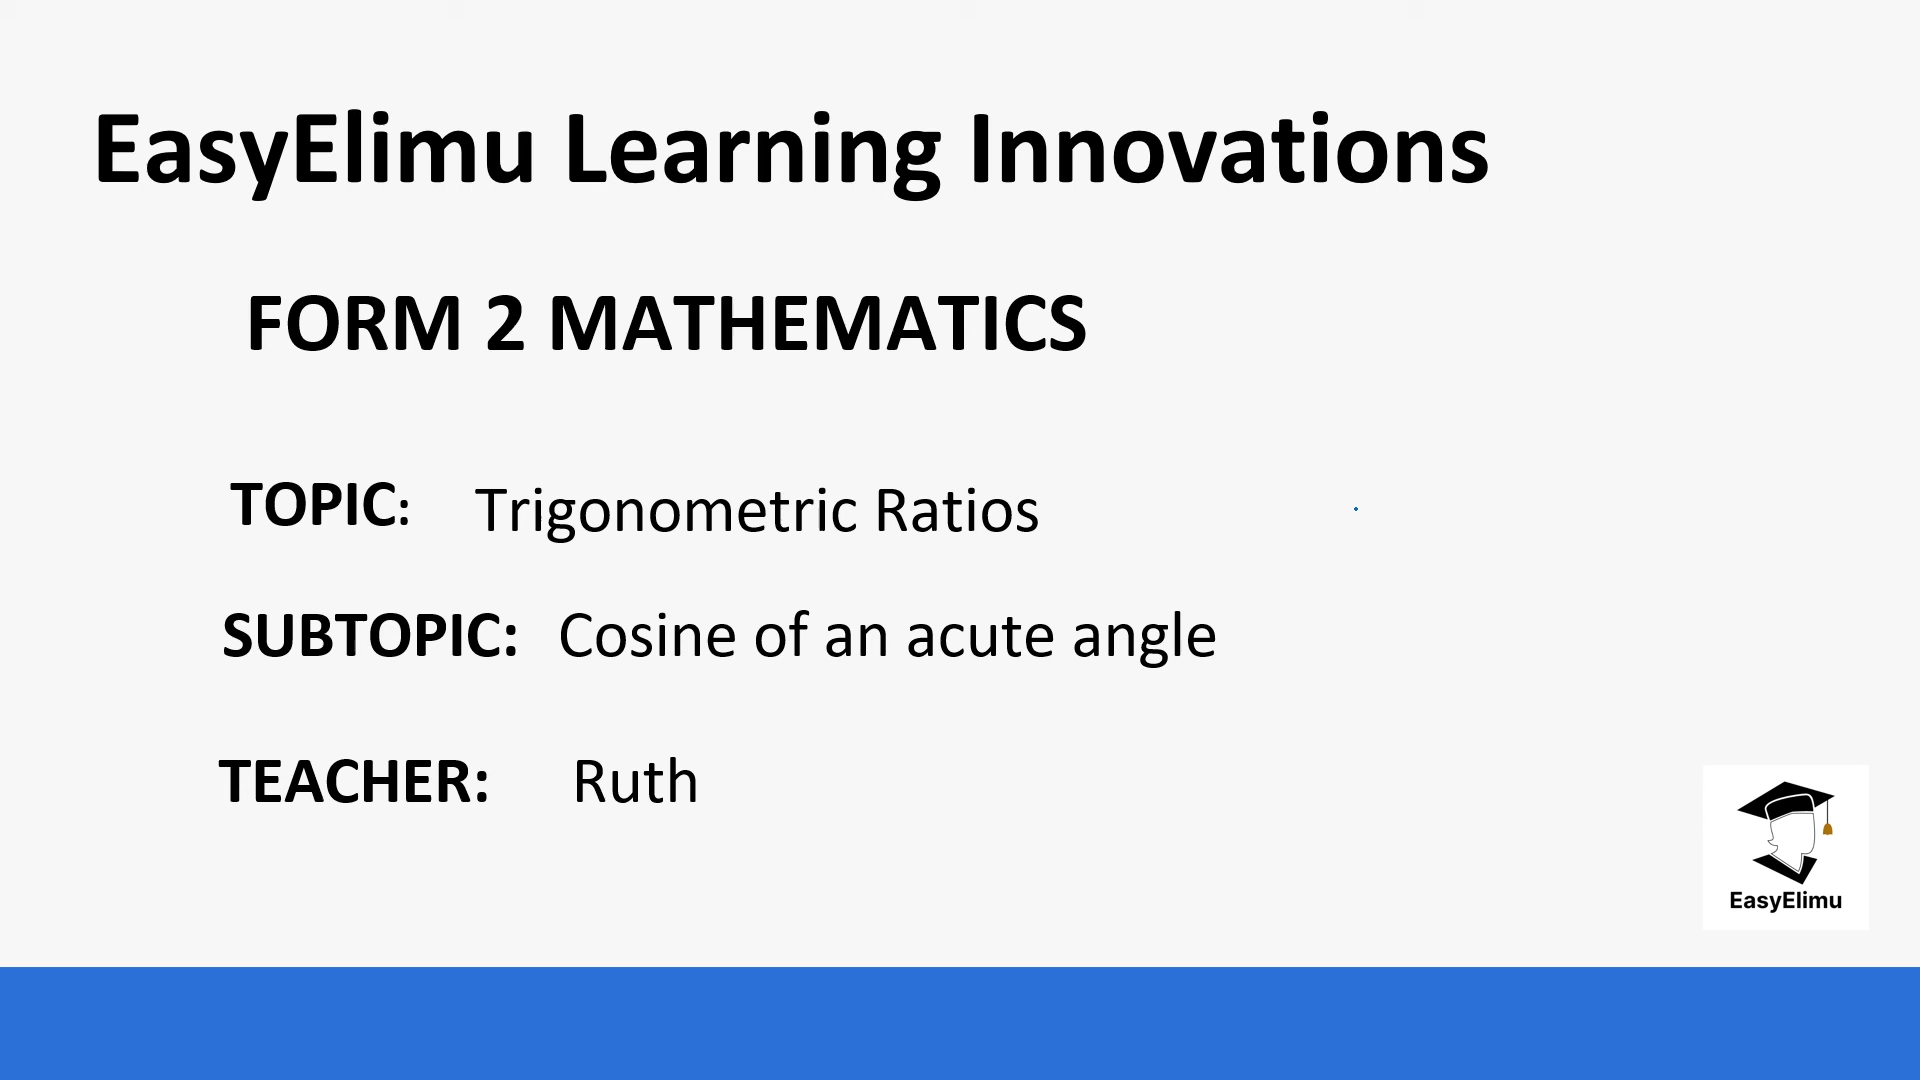 EasyElimu Learning Innovations
FORM 2 MATHEMATICS
TOPIC: Trigonometric Ratios
SUBTOPIC: Cosine of an acute angle
TEACHER: Ruth
EasyElimu